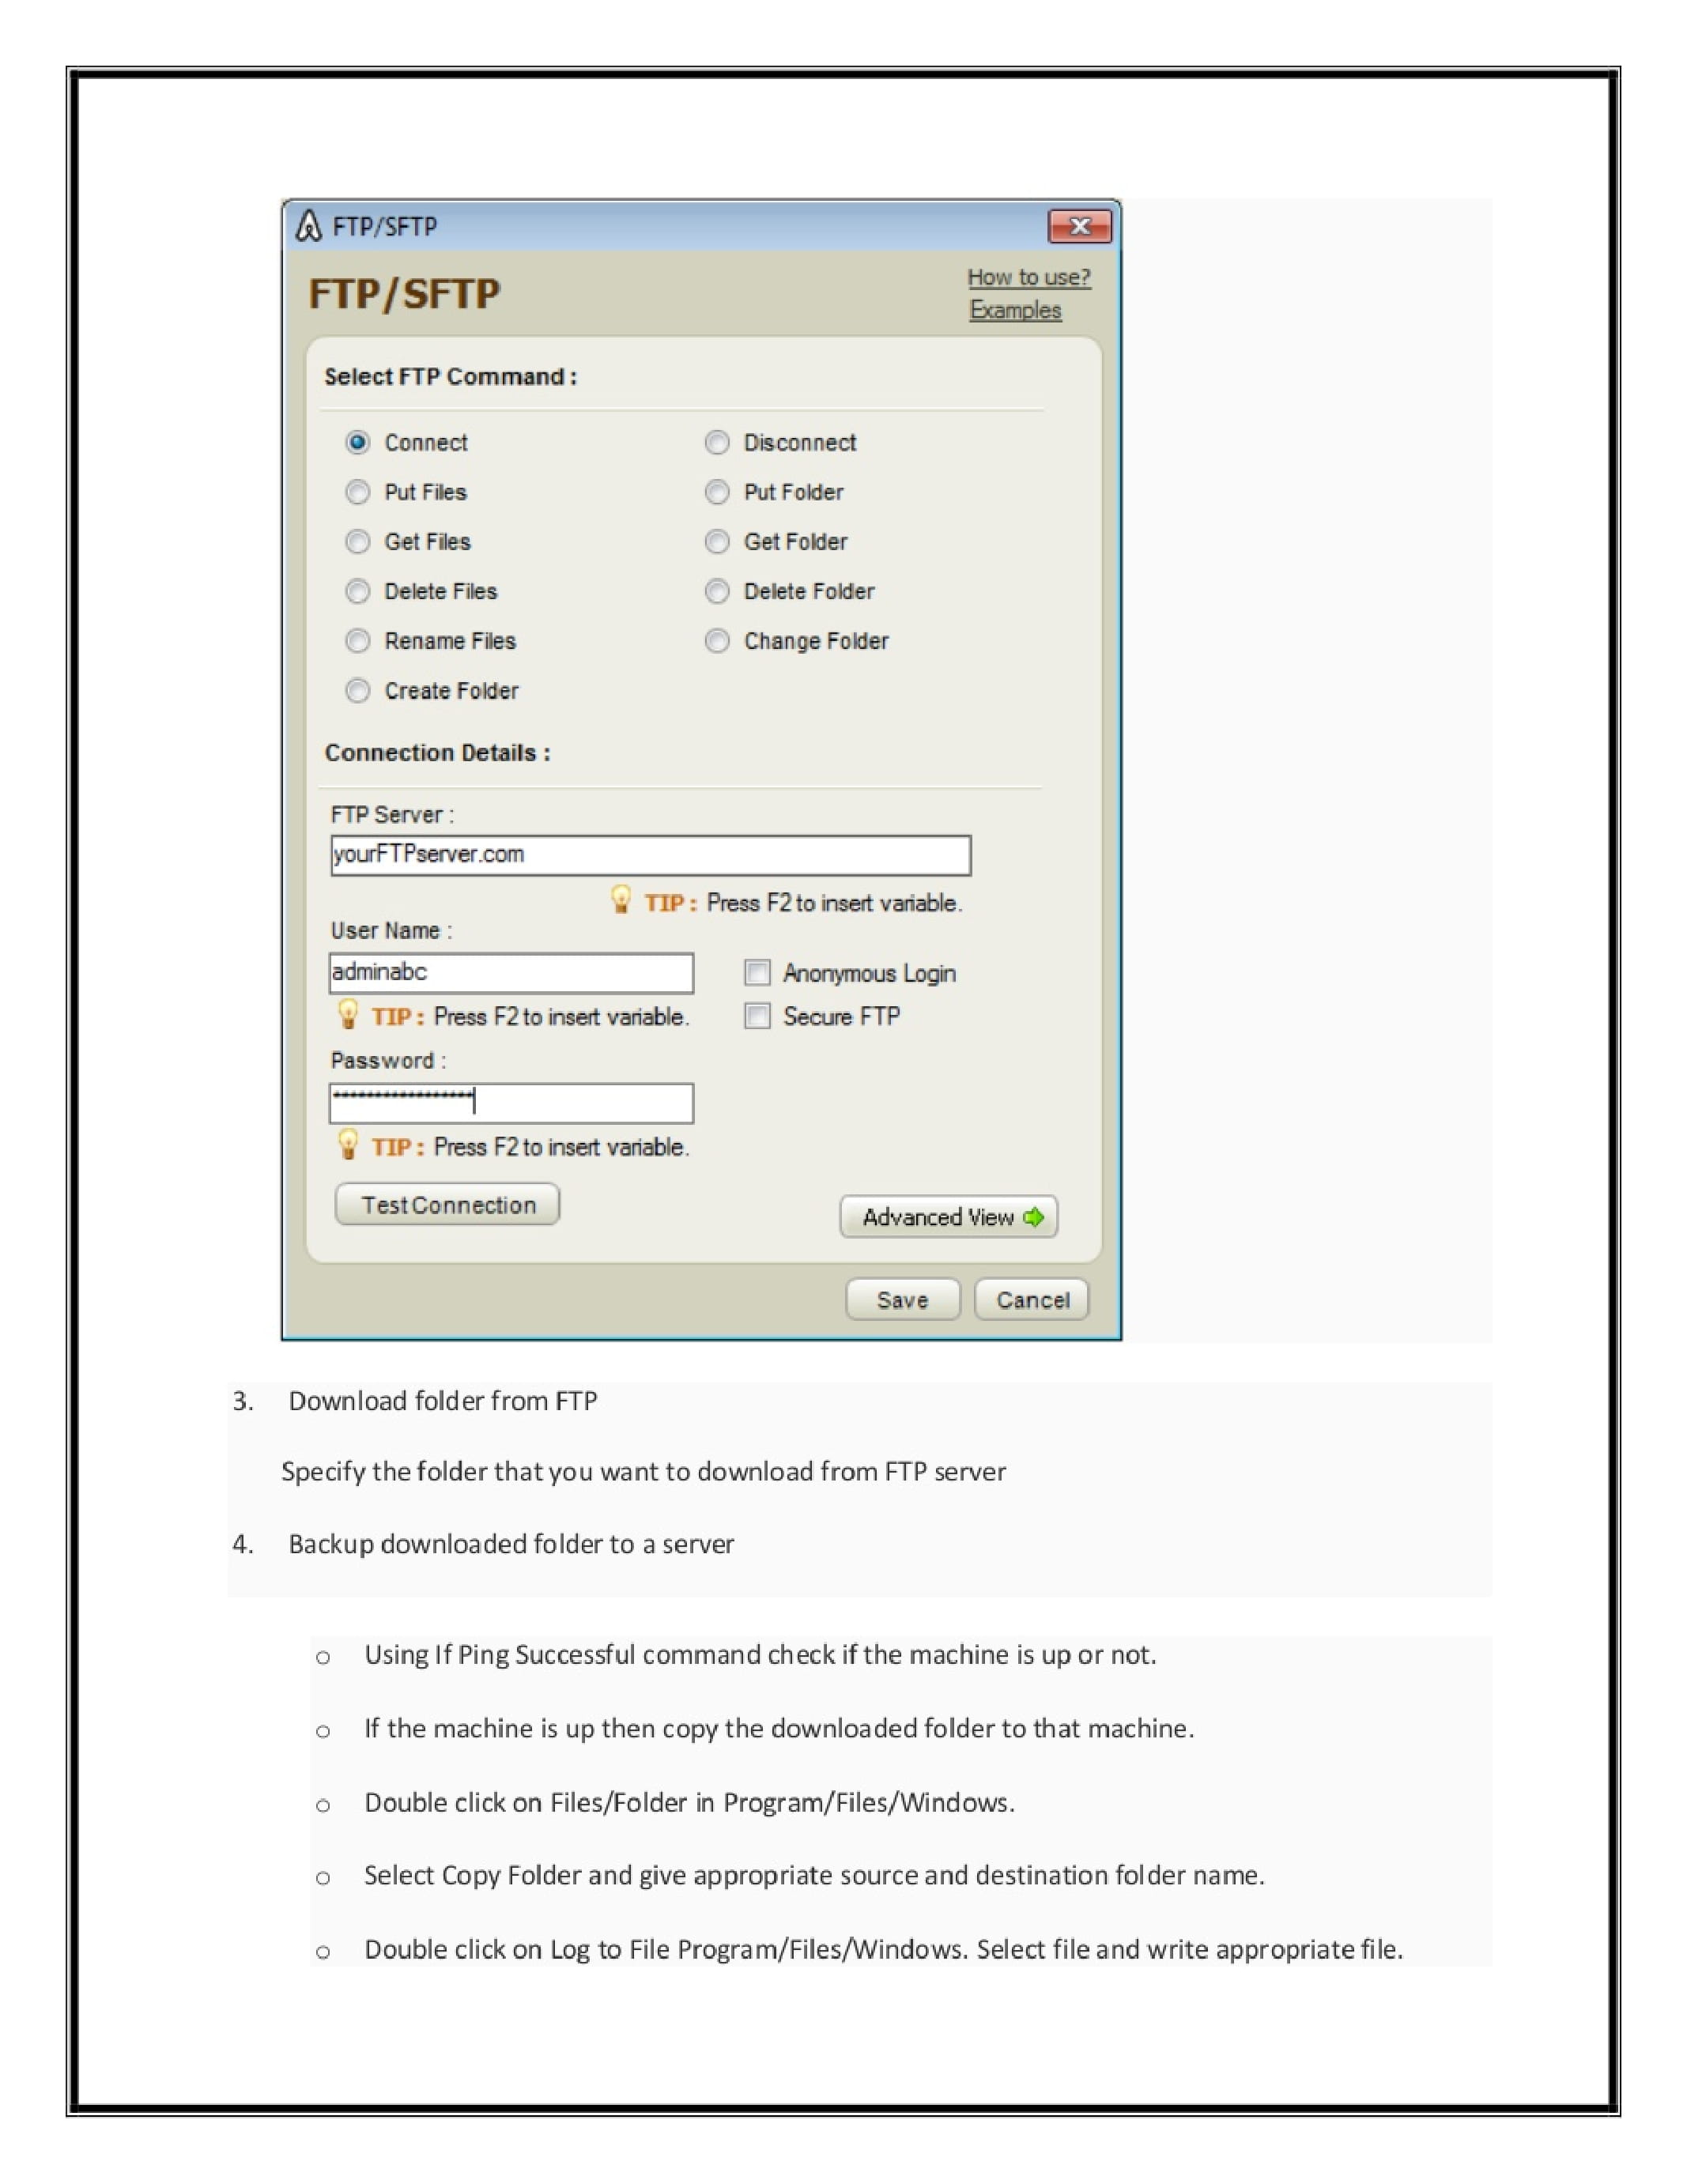 FTP/SFTP
FTP/SFTP
How to use?
Examples
Select FTP Command :
Connect
Disconnect
Put Files
Put Folder
Get Files
Get Folder
Delete Files
Delete Folder
Rename Files
Change Folder
Create Folder
Connection Details :
FTP Server :
yourFTPserver.com
TIP : Press F2 to insert variable.
User Name :
adminabc
Anonymous Login
TIP : Press F2 to insert variable.
Secure FTP
Password :
*****************
TIP : Press F2 to insert variable.
Test Connection
Advanced View
Save
Cancel
3. Download folder from FTP
Specify the folder that you want to download from FTP server
4. Backup downloaded folder to a server
o Using If Ping Successful command check if the machine is up or not.
o If the machine is up then copy the downloaded folder to that machine.
o Double click on Files/Folder in Program/Files/Windows.
o Select Copy Folder and give appropriate source and destination folder name.
o Double click on Log to File Program/Files/Windows. Select file and write appropriate file.